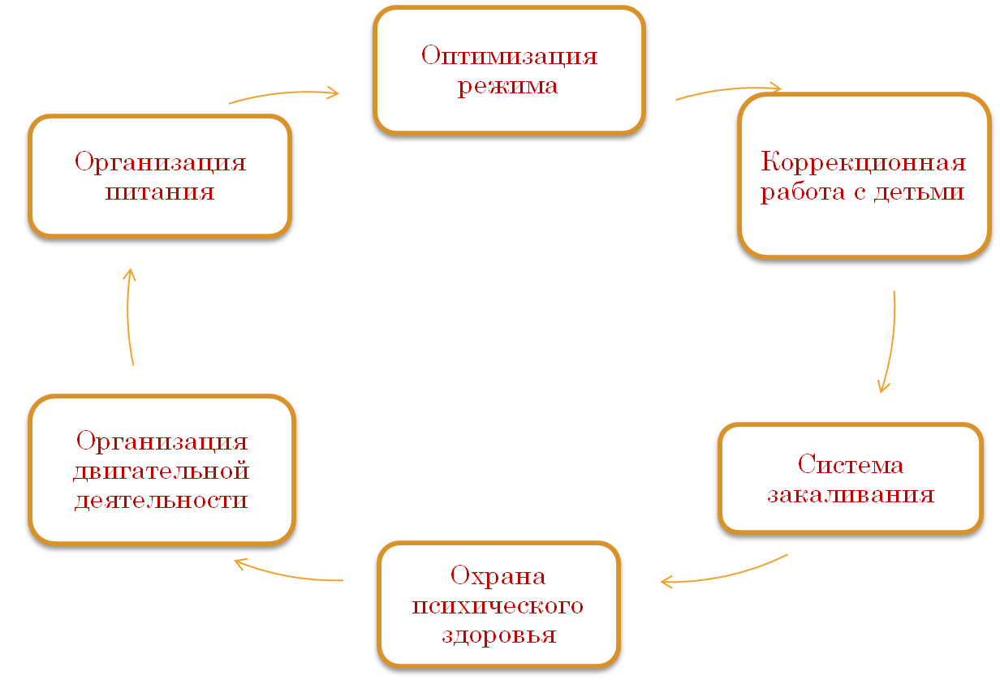 Оптимизация
режима
Организация
питания
Коррекционная
работа с детьми
Организация
двигательной
деятельности
Система
закаливания
Охрана
психического
здоровья